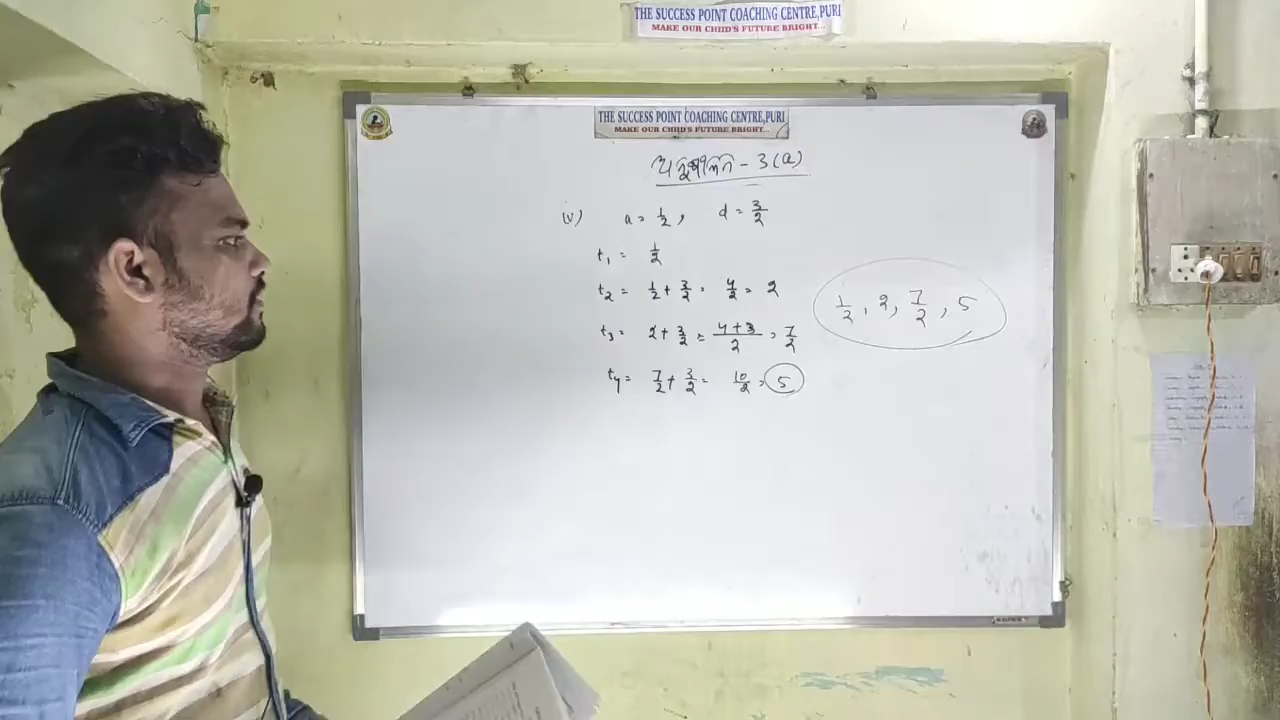 THE SUCCESS POINT COACHING CENTRE,PURI
MAKE OUR CHIID'S FUTURE BRIGHT...
THE SUCCESS POINT COACHING CENTRE,PURI
MAKE OUR CHIID'S FUTURE BRIGHT...
ଅନୁଶୀଳନୀ - 3(a)
(v) a = 1/2, d = 3/2
t₁ = 1/2
t₂ = 1/2 + 3/2 = 4/2 = 2
t₃ = 2 + 3/2 = (4+3)/2 = 7/2
t₄ = 7/2 + 3/2 = 10/2 = 5
1/2, 2, 7/2, 5